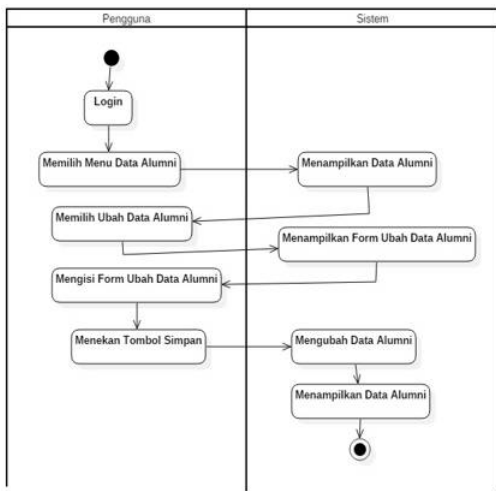 Pengguna
Sistem
Login
Memilih Menu Data Alumni
Menampilkan Data Alumni
Memilih Ubah Data Alumni
Menampilkan Form Ubah Data Alumni
Mengisi Form Ubah Data Alumni
Menekan Tombol Simpan
Mengubah Data Alumni
Menampilkan Data Alumni